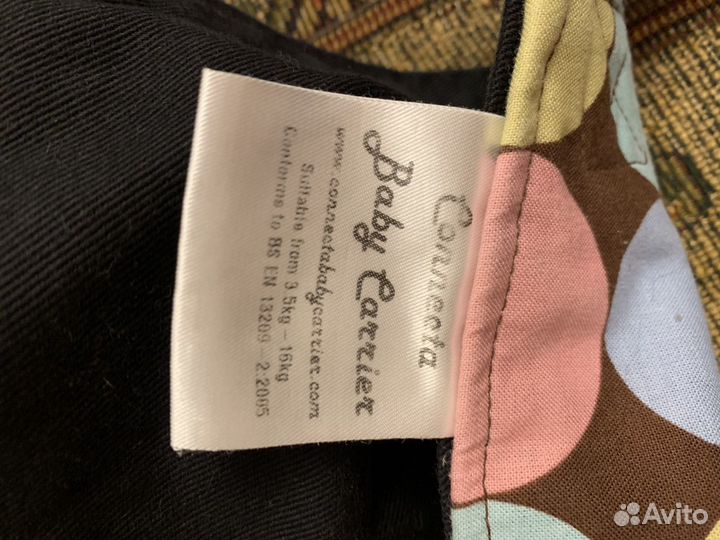 Connecta
Baby Carrier
www.connectababycarrier.com
Suitable from 3.5kg – 16kg
Conforms to BS EN 13209 – 2:2005
Avito